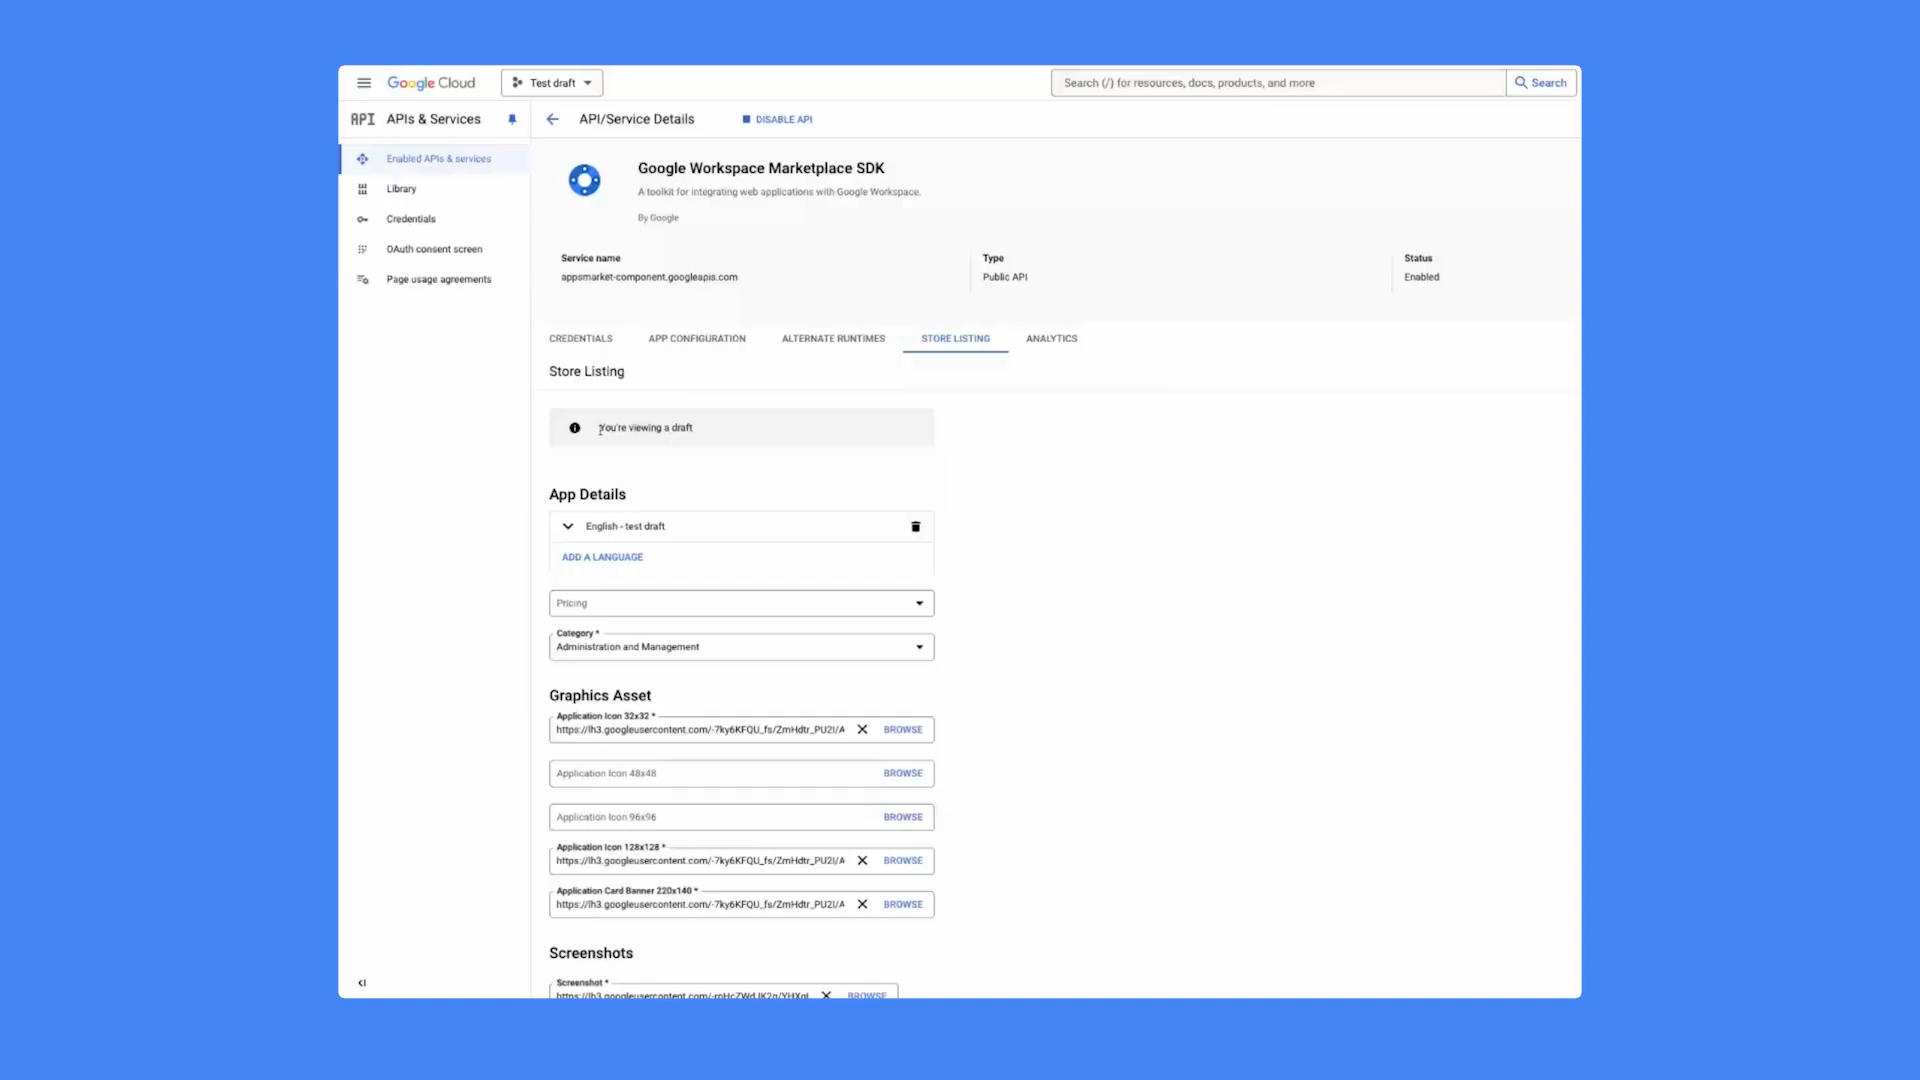 Google Cloud
Test draft
Search (/) for resources, docs, products, and more
Search
API APIs & Services
API/Service Details
DISABLE API
Enabled APIs & services
Library
Credentials
OAuth consent screen
Page usage agreements
Google Workspace Marketplace SDK
A toolkit for integrating web applications with Google Workspace.
By Google
Service name
appsmarket-component.googleapis.com
Type
Public API
Status
Enabled
CREDENTIALS
APP CONFIGURATION
ALTERNATE RUNTIMES
STORE LISTING
ANALYTICS
Store Listing
You're viewing a draft
App Details
English - test draft
ADD A LANGUAGE
Pricing
Category *
Administration and Management
Graphics Asset
Application Icon 32x32 *
https://lh3.googleusercontent.com/-7ky6KFQU_fs/ZmHdtr_PU2I/A
BROWSE
Application Icon 48x48
BROWSE
Application Icon 96x96
BROWSE
Application Icon 128x128 *
https://lh3.googleusercontent.com/-7ky6KFQU_fs/ZmHdtr_PU2I/A
BROWSE
Application Card Banner 220x140 *
https://lh3.googleusercontent.com/-7ky6KFQU_fs/ZmHdtr_PU2I/A
BROWSE
Screenshots
Screenshot *
BROWSE